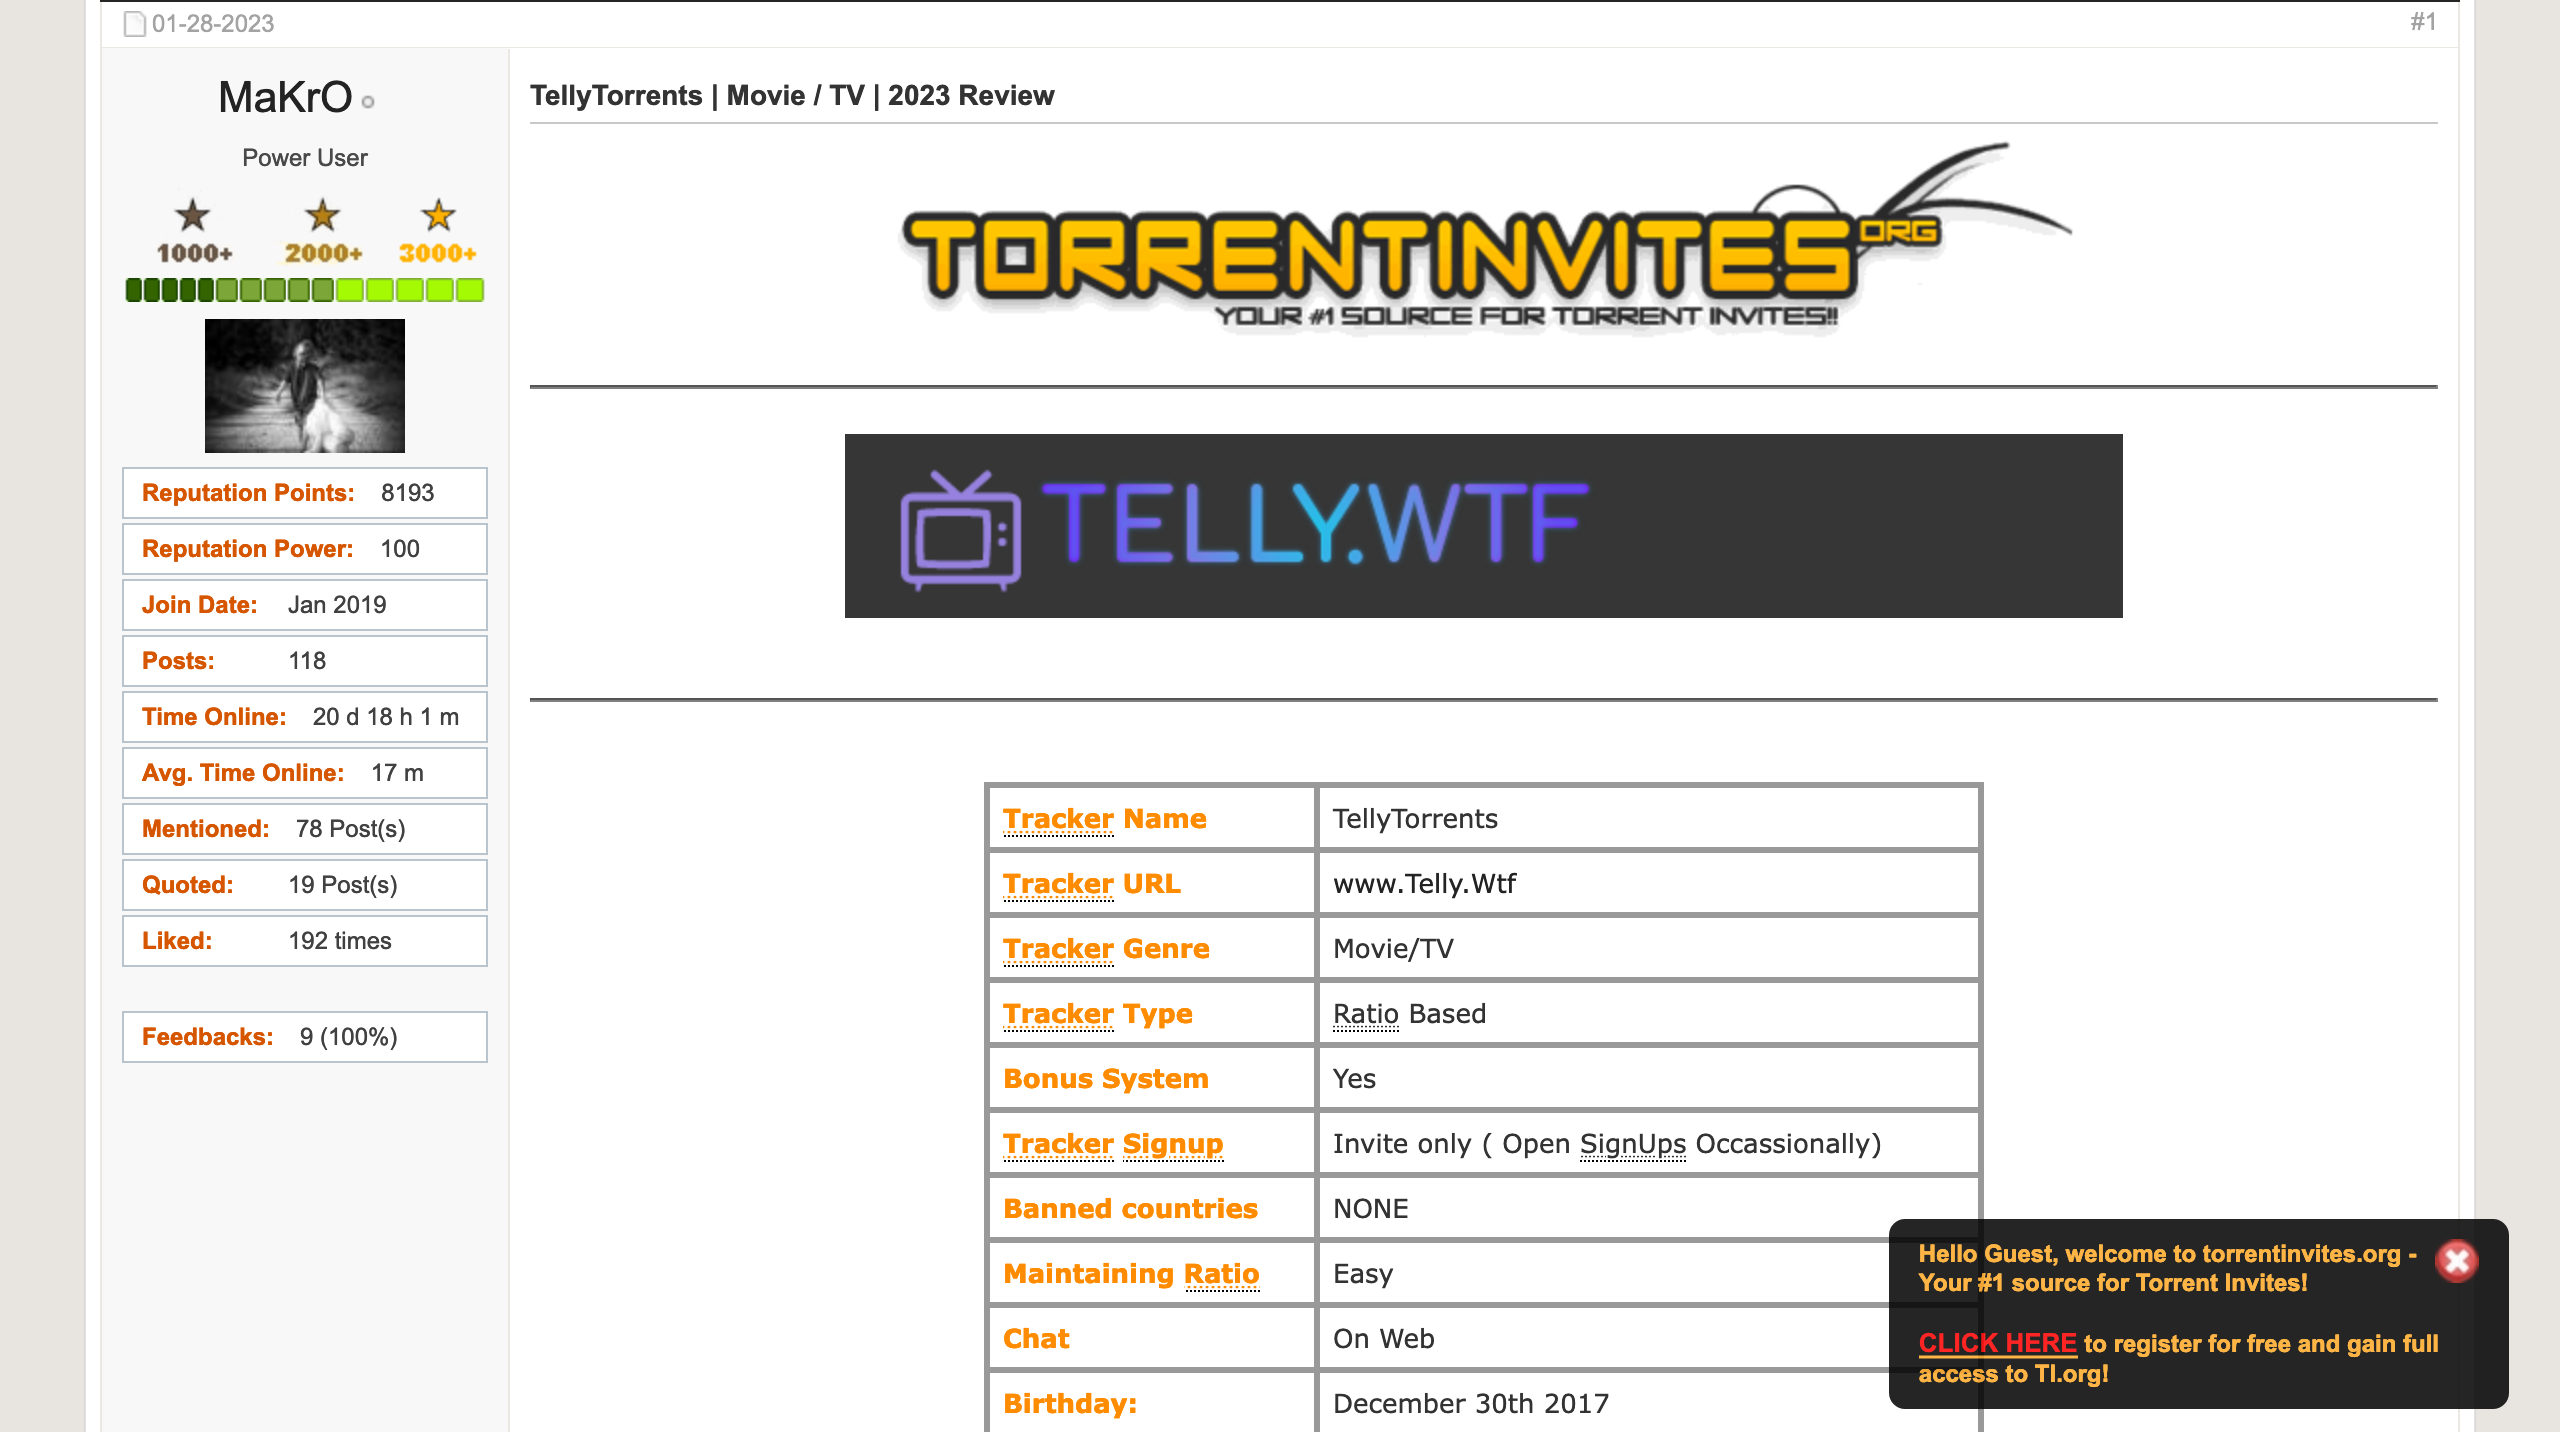 01-28-2023
#1
MaKrO
Power User
1000+ 2000+ 3000+
Reputation Points: 8193
Reputation Power: 100
Join Date: Jan 2019
Posts: 118
Time Online: 20 d 18 h 1 m
Avg. Time Online: 17 m
Mentioned: 78 Post(s)
Quoted: 19 Post(s)
Liked: 192 times
Feedbacks: 9 (100%)
TellyTorrents | Movie / TV | 2023 Review
TORRENTINVITES ORG
YOUR #1 SOURCE FOR TORRENT INVITES!!
TELLY.WTF
Tracker Name TellyTorrents
Tracker URL www.Telly.Wtf
Tracker Genre Movie/TV
Tracker Type Ratio Based
Bonus System Yes
Tracker Signup Invite only ( Open SignUps Occassionally)
Banned countries NONE
Maintaining Ratio Easy
Chat On Web
Birthday: December 30th 2017
Hello Guest, welcome to torrentinvites.org -
Your #1 source for Torrent Invites!
CLICK HERE to register for free and gain full
access to TI.org!